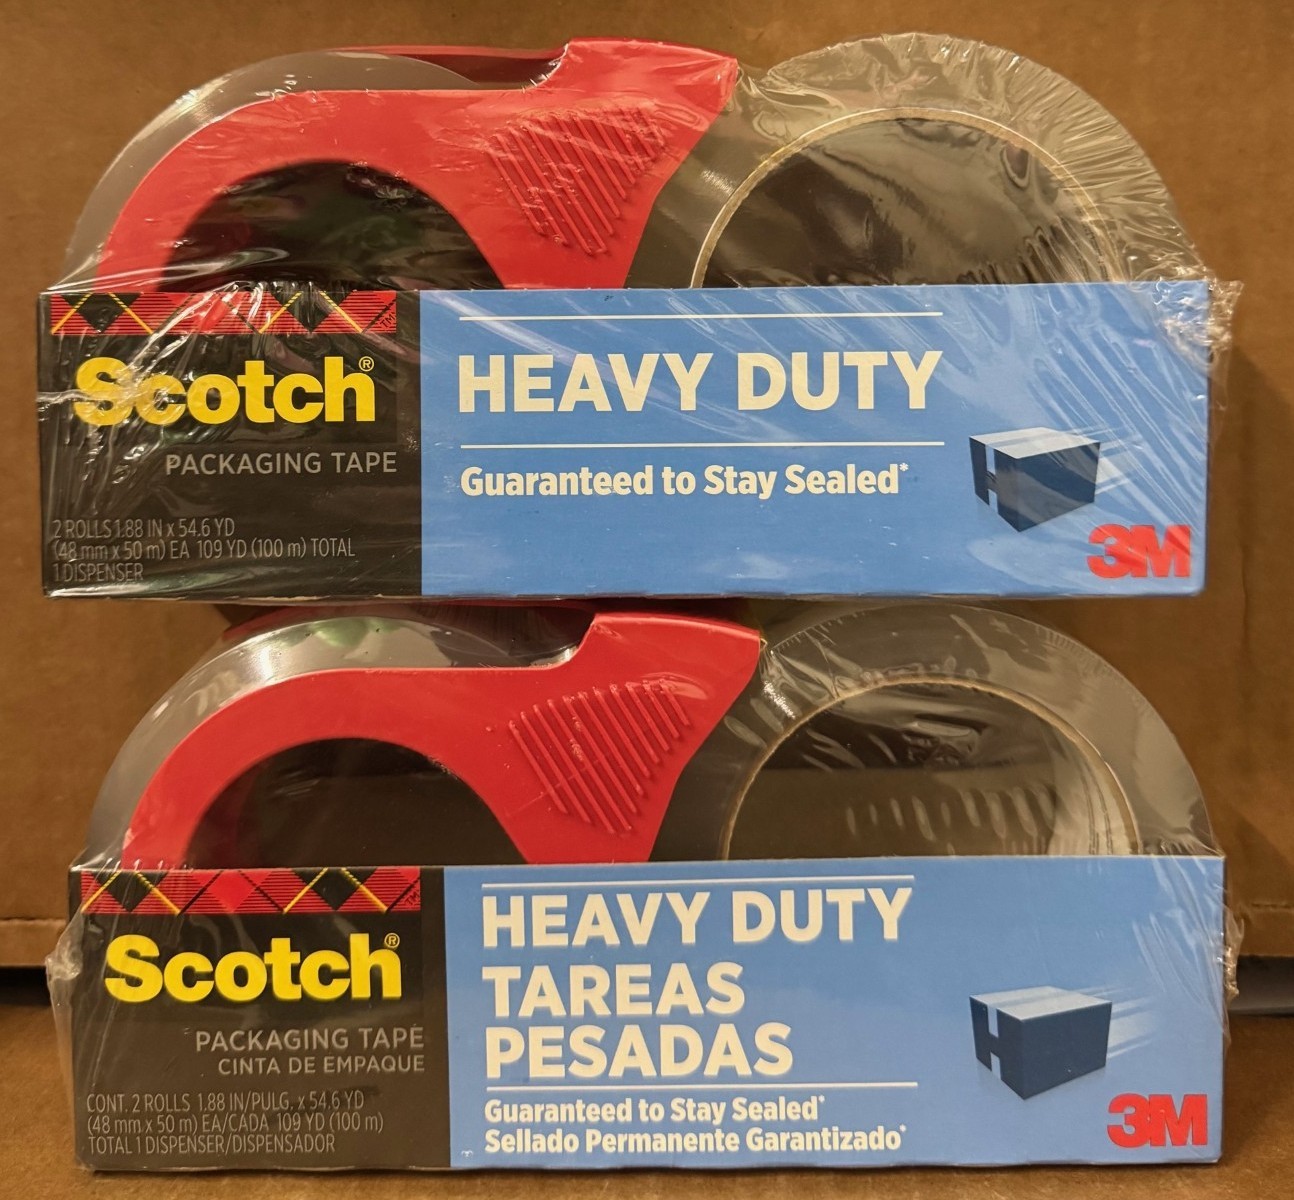 TM
Scotch®
PACKAGING TAPE
2 ROLLS 1.88 IN x 54.6 YD
(48 mm x 50 m) EA 109 YD (100 m) TOTAL
1 DISPENSER
HEAVY DUTY
Guaranteed to Stay Sealed*
3M
TM
Scotch®
PACKAGING TAPE
CINTA DE EMPAQUE
CONT. 2 ROLLS 1.88 IN/PULG. x 54.6 YD
(48 mm x 50 m) EA/CADA 109 YD (100 m)
TOTAL 1 DISPENSER/DISPENSADOR
HEAVY DUTY
TAREAS
PESADAS
Guaranteed to Stay Sealed*
Sellado Permanente Garantizado*
3M